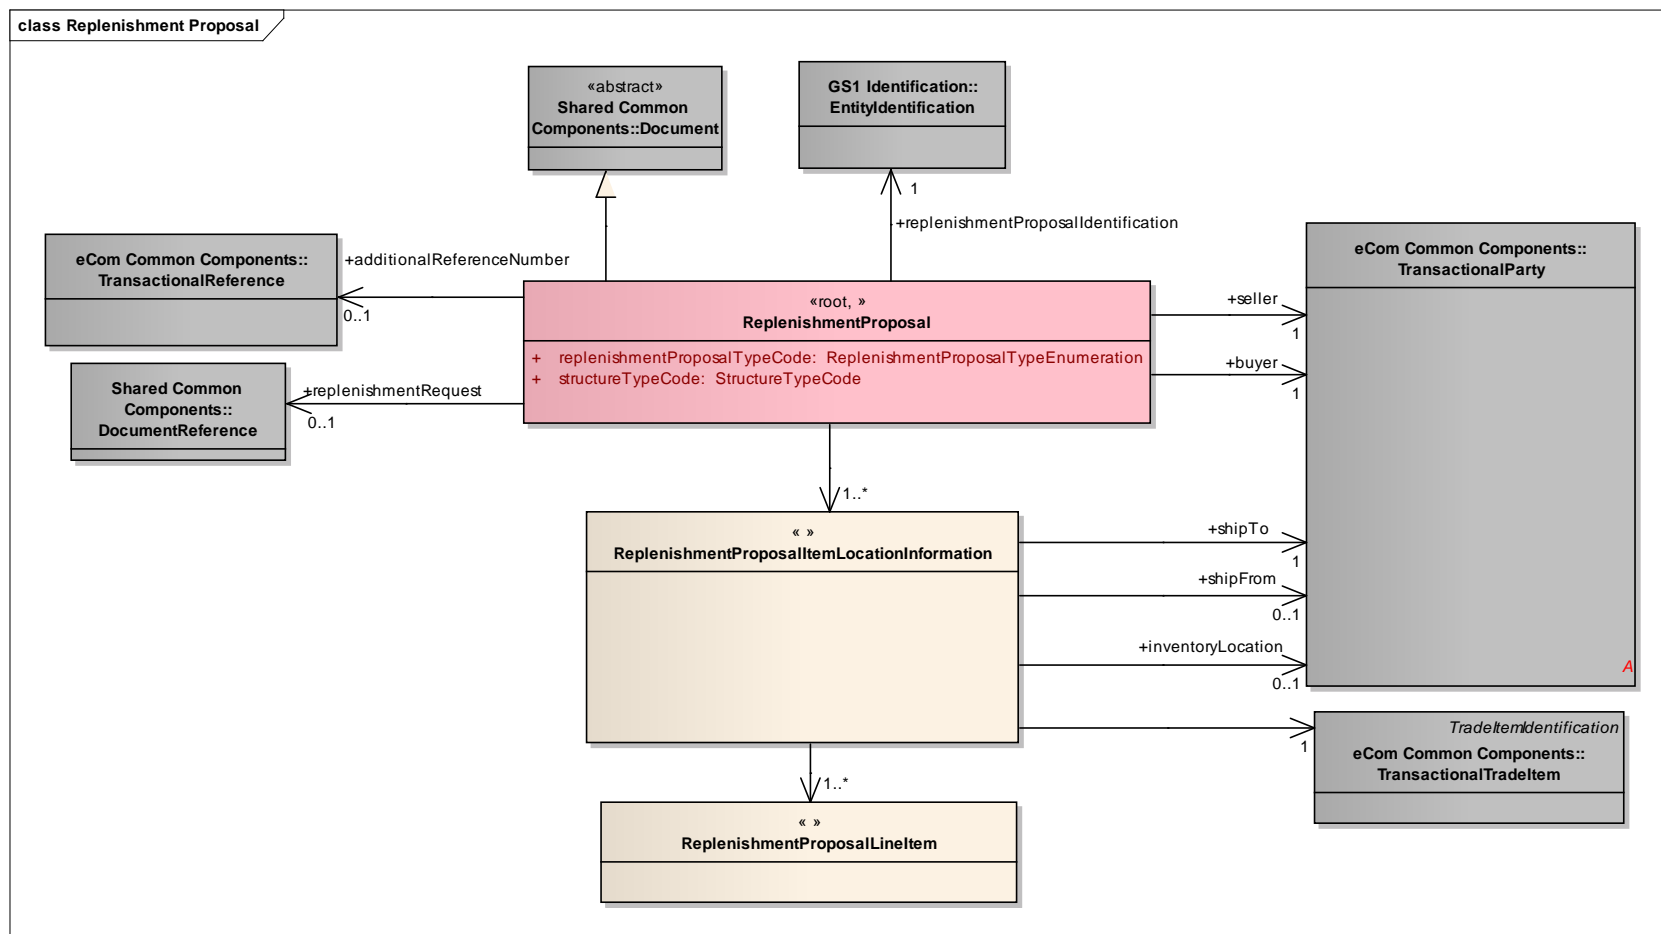 class Replenishment Proposal
«abstract»
Shared Common
Components::Document
GS1 Identification::
EntityIdentification
1
+replenishmentProposalIdentification
eCom Common Components::
TransactionalReference
+additionalReferenceNumber
0..1
eCom Common Components::
TransactionalParty
A
«root, »
ReplenishmentProposal
+ replenishmentProposalTypeCode: ReplenishmentProposalTypeEnumeration
+ structureTypeCode: StructureTypeCode
+seller
1
+buyer
1
Shared Common
Components::
DocumentReference
+replenishmentRequest
0..1
1..*
« »
ReplenishmentProposalItemLocationInformation
+shipTo
1
+shipFrom
0..1
+inventoryLocation
0..1
1
TradeItemIdentification
eCom Common Components::
TransactionalTradeItem
1..*
« »
ReplenishmentProposalLineItem